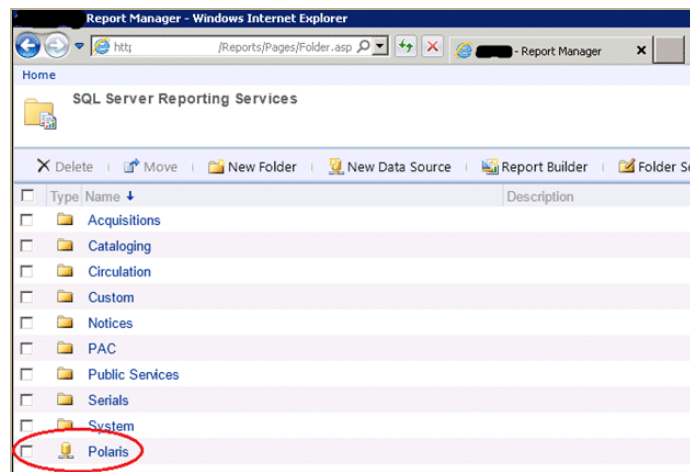 Report Manager - Windows Internet Explorer
/Reports/Pages/Folder.asp
- Report Manager
Home
SQL Server Reporting Services
Delete Move New Folder New Data Source Report Builder Folder Se
Type Name Description
Acquisitions
Cataloging
Circulation
Custom
Notices
PAC
Public Services
Serials
System
Polaris